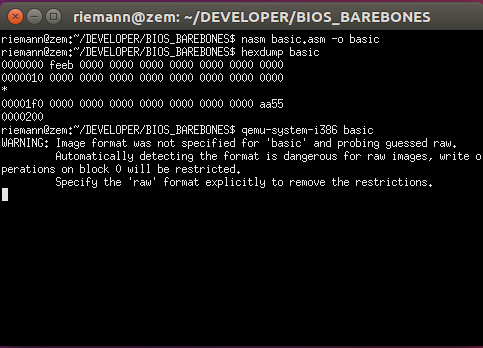 riemann@zem: ~/DEVELOPER/BIOS_BAREBONES
riemann@zem:~/DEVELOPER/BIOS_BAREBONES$ nasm basic.asm -o basic
riemann@zem:~/DEVELOPER/BIOS_BAREBONES$ hexdump basic
0000000 feeb 0000 0000 0000 0000 0000 0000 0000
0000010 0000 0000 0000 0000 0000 0000 0000 0000
*
00001f0 0000 0000 0000 0000 0000 0000 0000 aa55
0000200
riemann@zem:~/DEVELOPER/BIOS_BAREBONES$ qemu-system-i386 basic
WARNING: Image format was not specified for 'basic' and probing guessed raw.
         Automatically detecting the format is dangerous for raw images, write o
perations on block 0 will be restricted.
         Specify the 'raw' format explicitly to remove the restrictions.